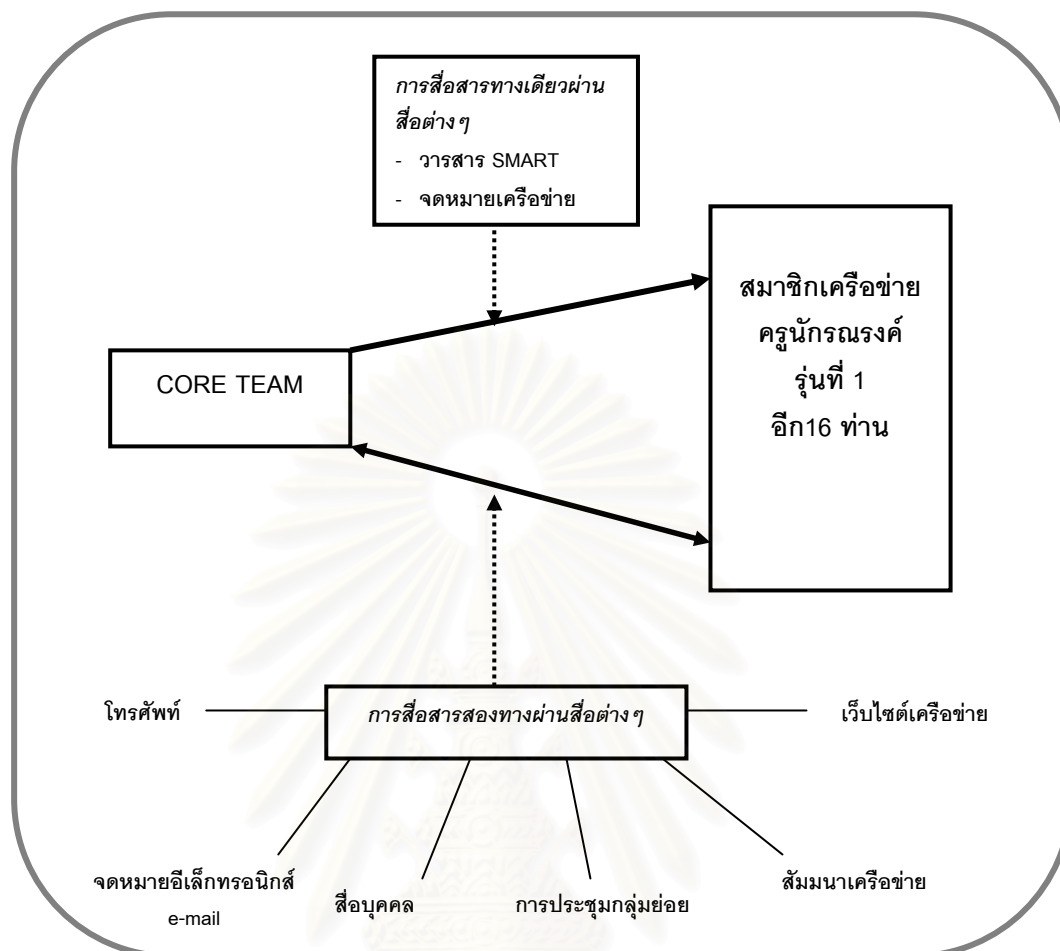 การสื่อสารทางเดียวผ่าน
สื่อต่างๆ
- วารสาร SMART
- จดหมายเครือข่าย
สมาชิกเครือข่าย
ครูนักรณรงค์
รุ่นที่ 1
อีก16 ท่าน
CORE TEAM
โทรศัพท์
การสื่อสารสองทางผ่านสื่อต่างๆ
เว็บไซต์เครือข่าย
จดหมายอีเล็กทรอนิกส์
e-mail
สื่อบุคคล
การประชุมกลุ่มย่อย
สัมมนาเครือข่าย